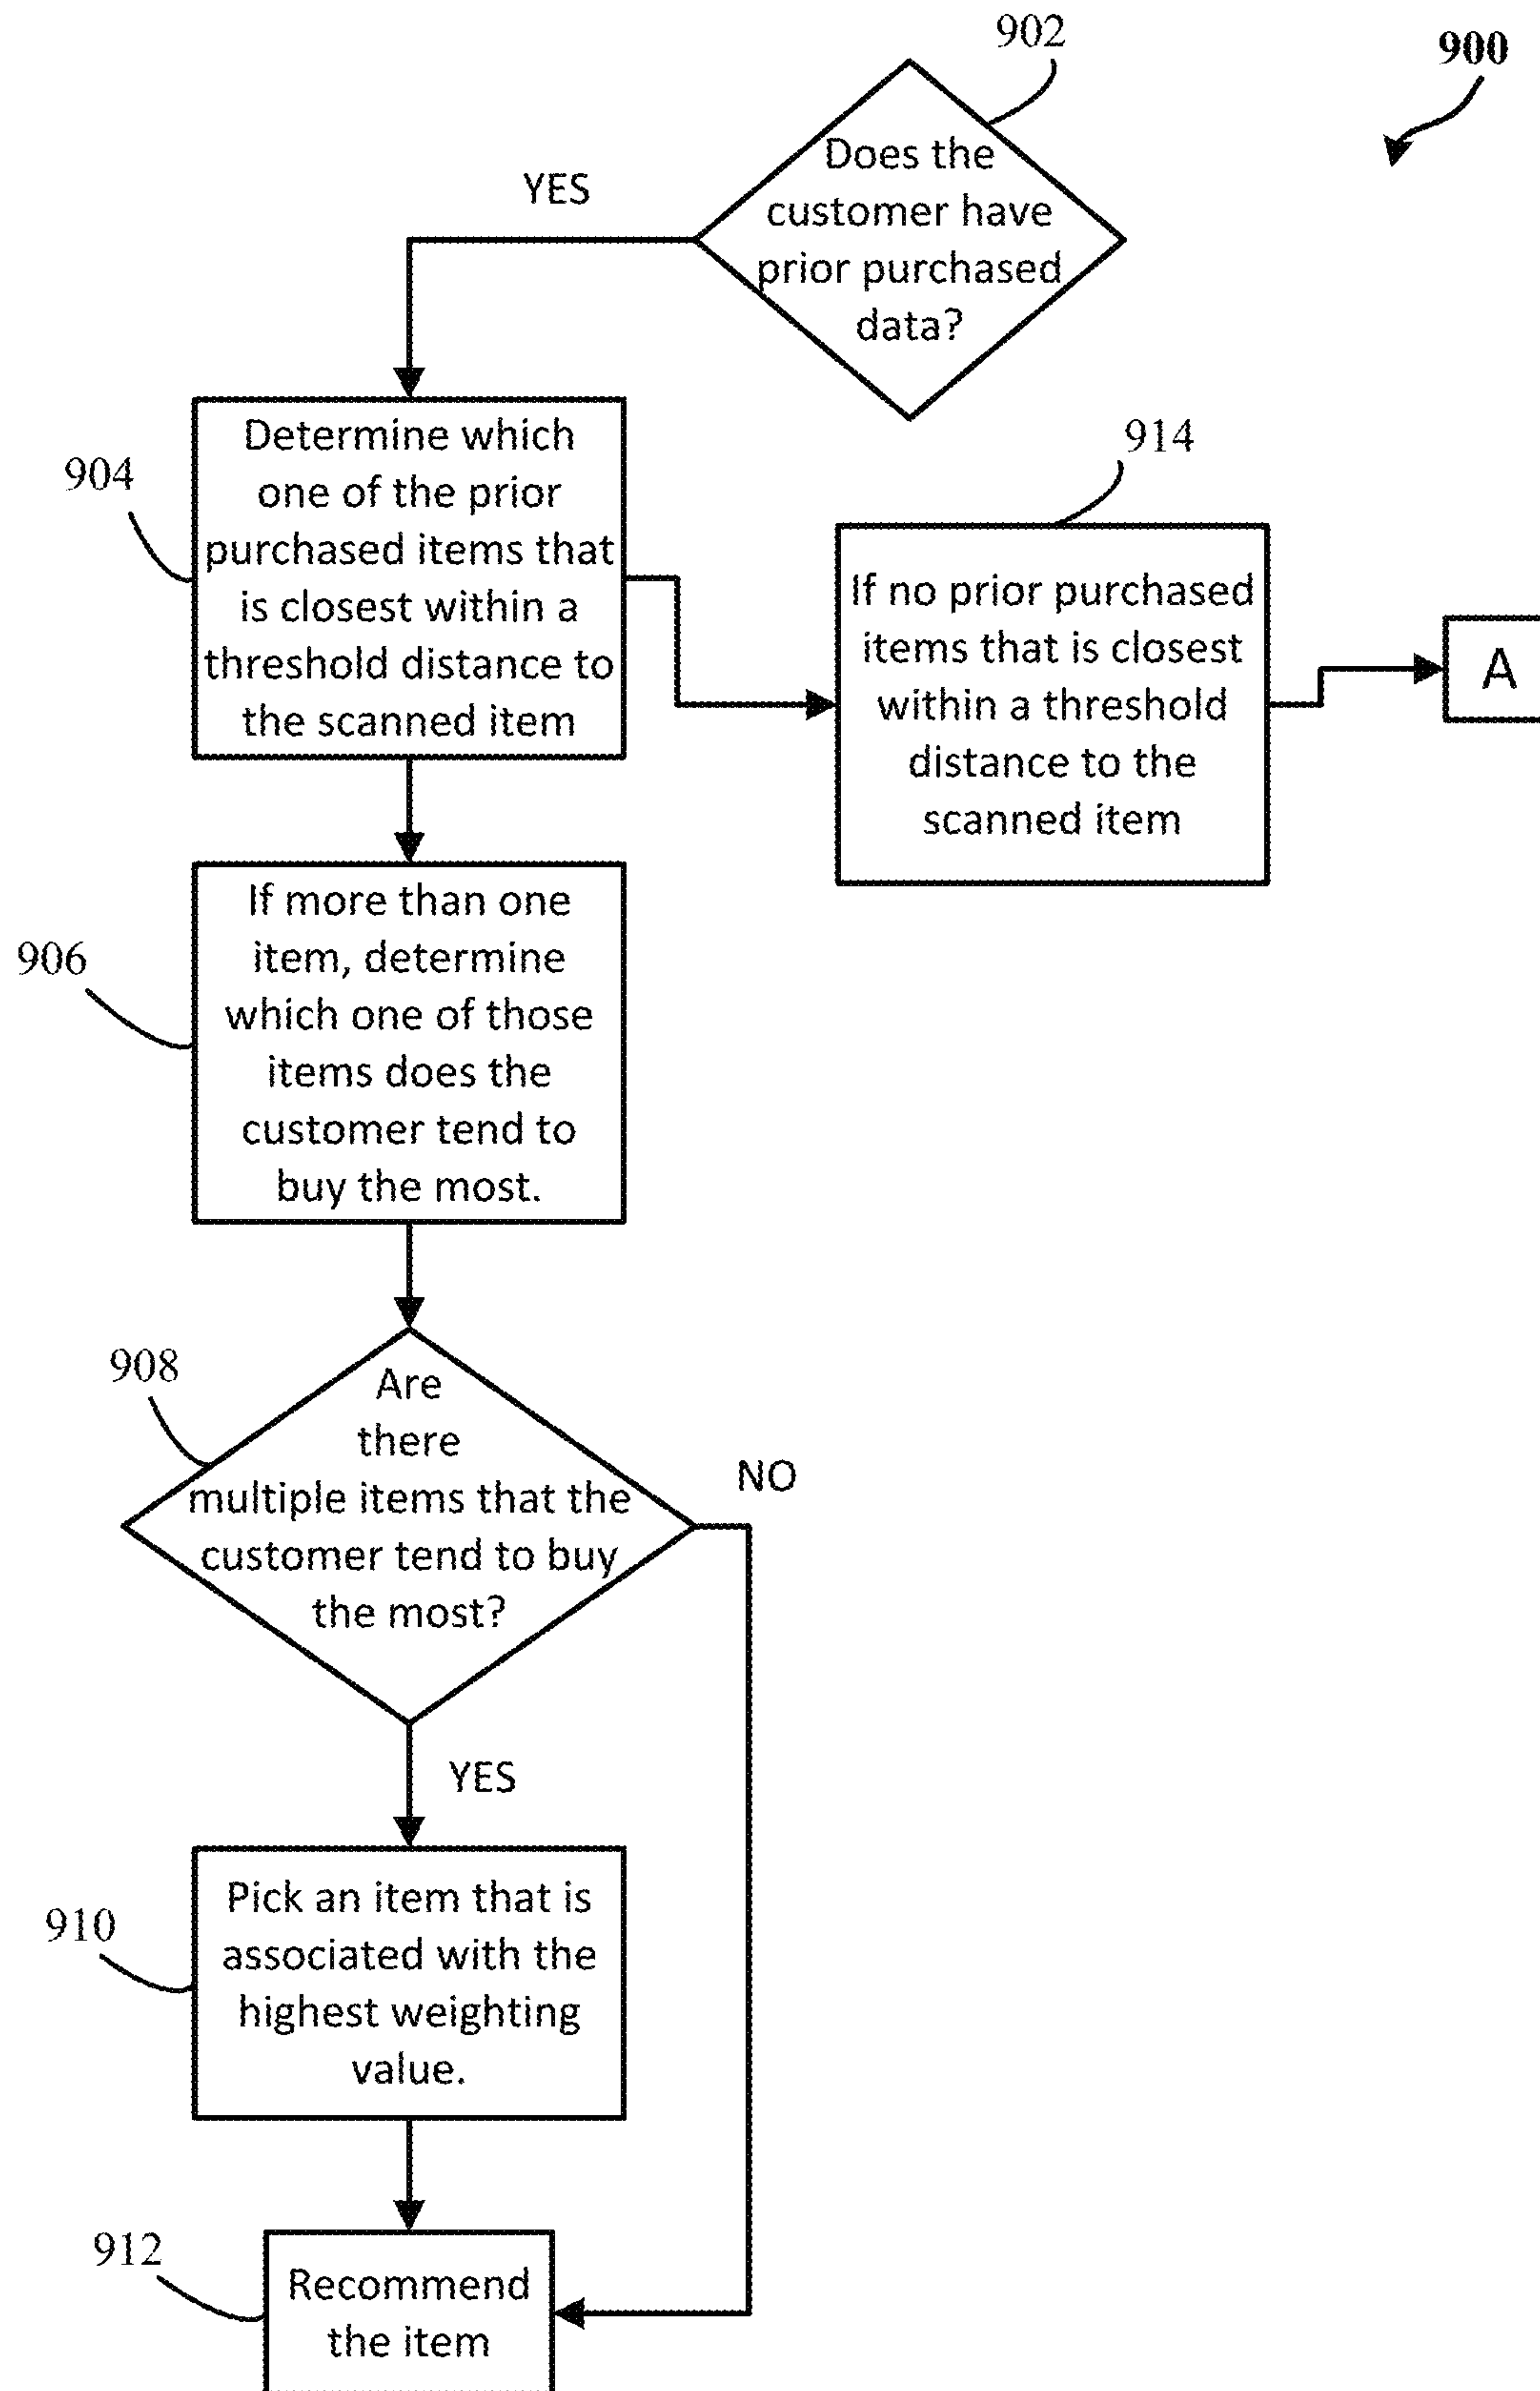 902
900
Does the
customer have
prior purchased
data?
YES
904
Determine which
one of the prior
purchased items that
is closest within a
threshold distance to
the scanned item
914
If no prior purchased
items that is closest
within a threshold
distance to the
scanned item
A
906
If more than one
item, determine
which one of those
items does the
customer tend to
buy the most.
908
Are
there
multiple items that the
customer tend to buy
the most?
NO
YES
910
Pick an item that is
associated with the
highest weighting
value.
912
Recommend
the item